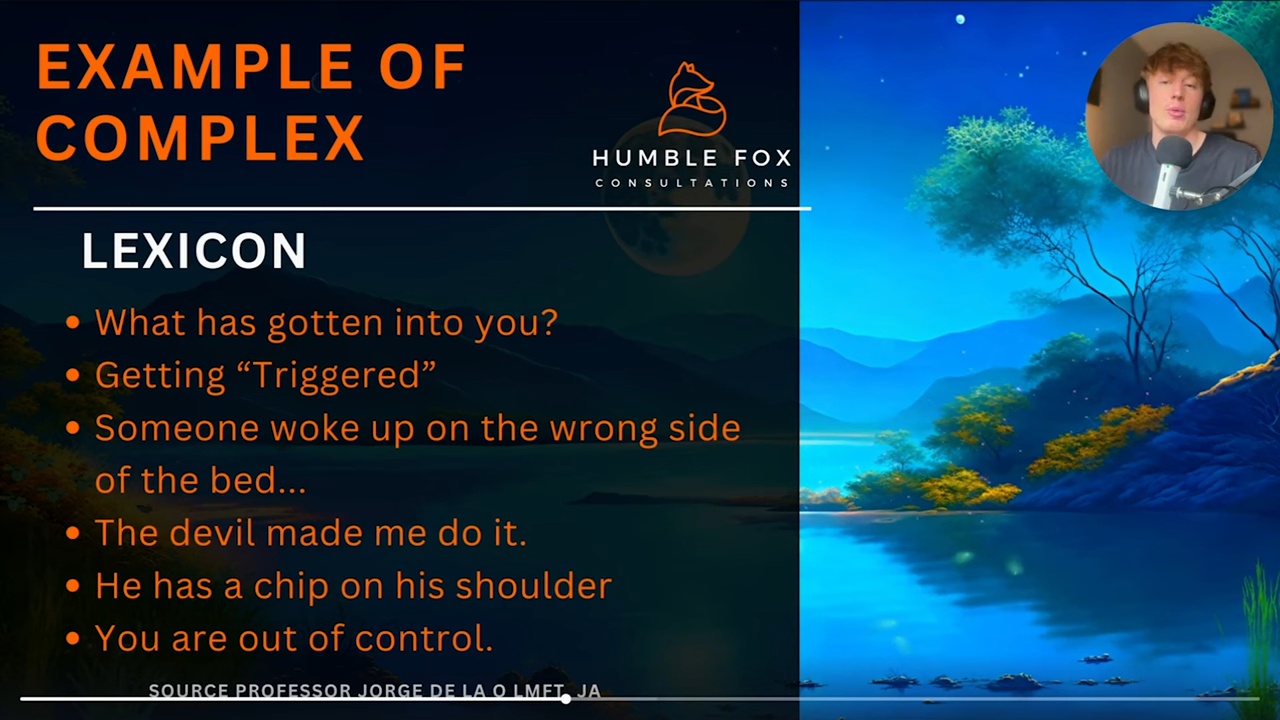 EXAMPLE OF
COMPLEX
HUMBLE FOX
CONSULTATIONS
LEXICON
• What has gotten into you?
• Getting “Triggered”
• Someone woke up on the wrong side
of the bed...
• The devil made me do it.
• He has a chip on his shoulder
• You are out of control.
SOURCE PROFESSOR JORGE DE LA O LMFT, JA